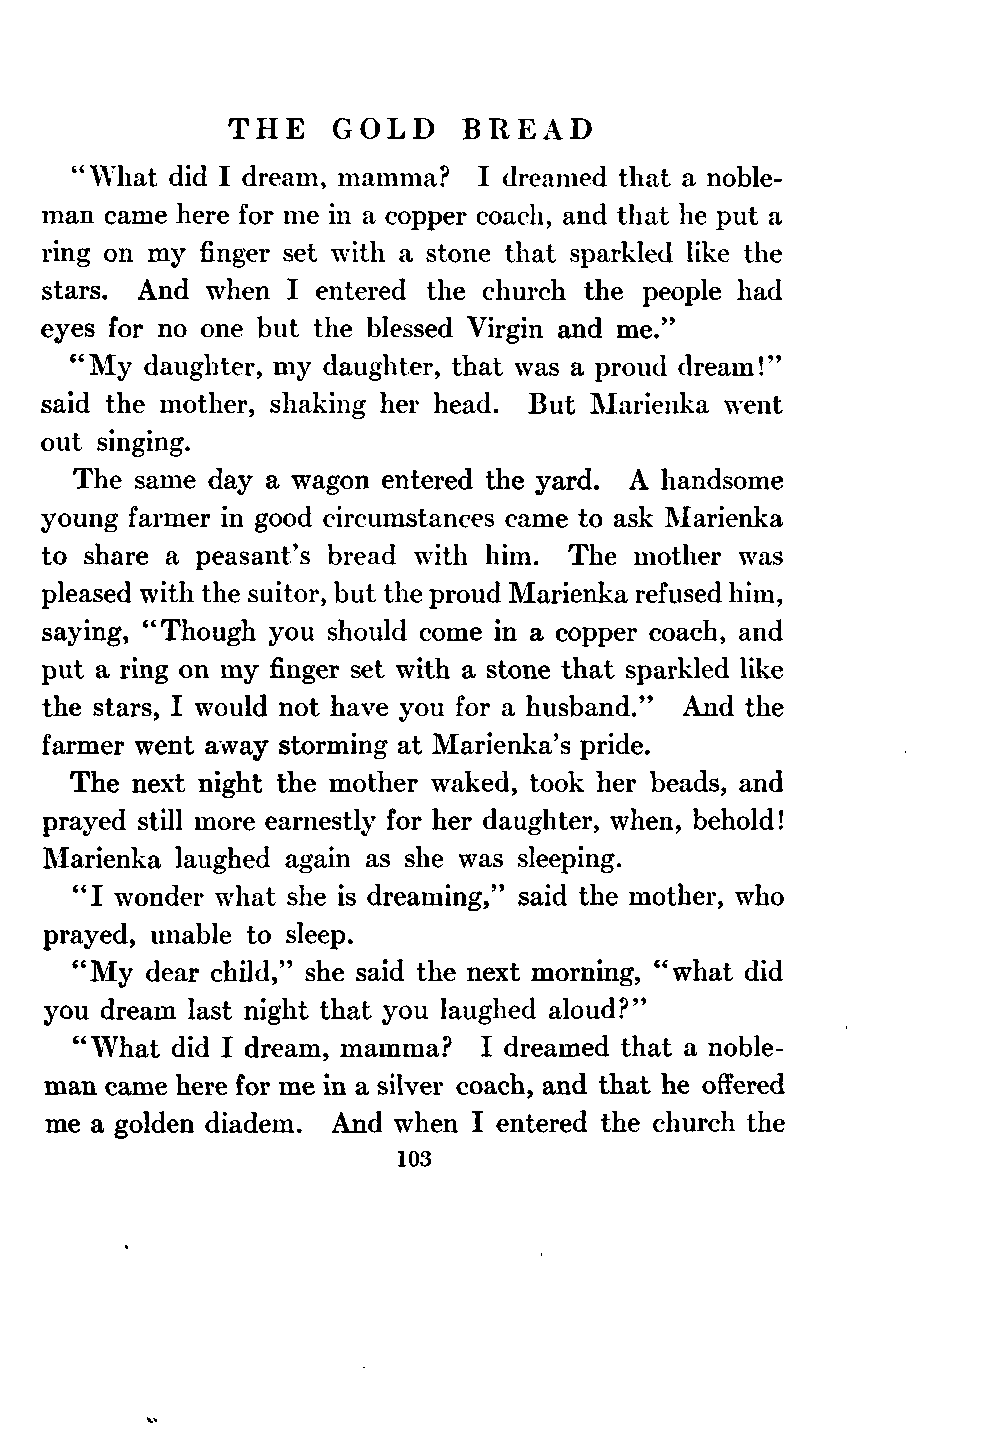 THE GOLD BREAD
“What did I dream, mamma? I dreamed that a noble-
man came here for me in a copper coach, and that he put a
ring on my finger set with a stone that sparkled like the
stars. And when I entered the church the people had
eyes for no one but the blessed Virgin and me.”
“My daughter, my daughter, that was a proud dream!”
said the mother, shaking her head. But Marienka went
out singing.
The same day a wagon entered the yard. A handsome
young farmer in good circumstances came to ask Marienka
to share a peasant’s bread with him. The mother was
pleased with the suitor, but the proud Marienka refused him,
saying, “Though you should come in a copper coach, and
put a ring on my finger set with a stone that sparkled like
the stars, I would not have you for a husband.” And the
farmer went away storming at Marienka’s pride.
The next night the mother waked, took her beads, and
prayed still more earnestly for her daughter, when, behold!
Marienka laughed again as she was sleeping.
“I wonder what she is dreaming,” said the mother, who
prayed, unable to sleep.
“My dear child,” she said the next morning, “what did
you dream last night that you laughed aloud?”
“What did I dream, mamma? I dreamed that a noble-
man came here for me in a silver coach, and that he offered
me a golden diadem. And when I entered the church the
103